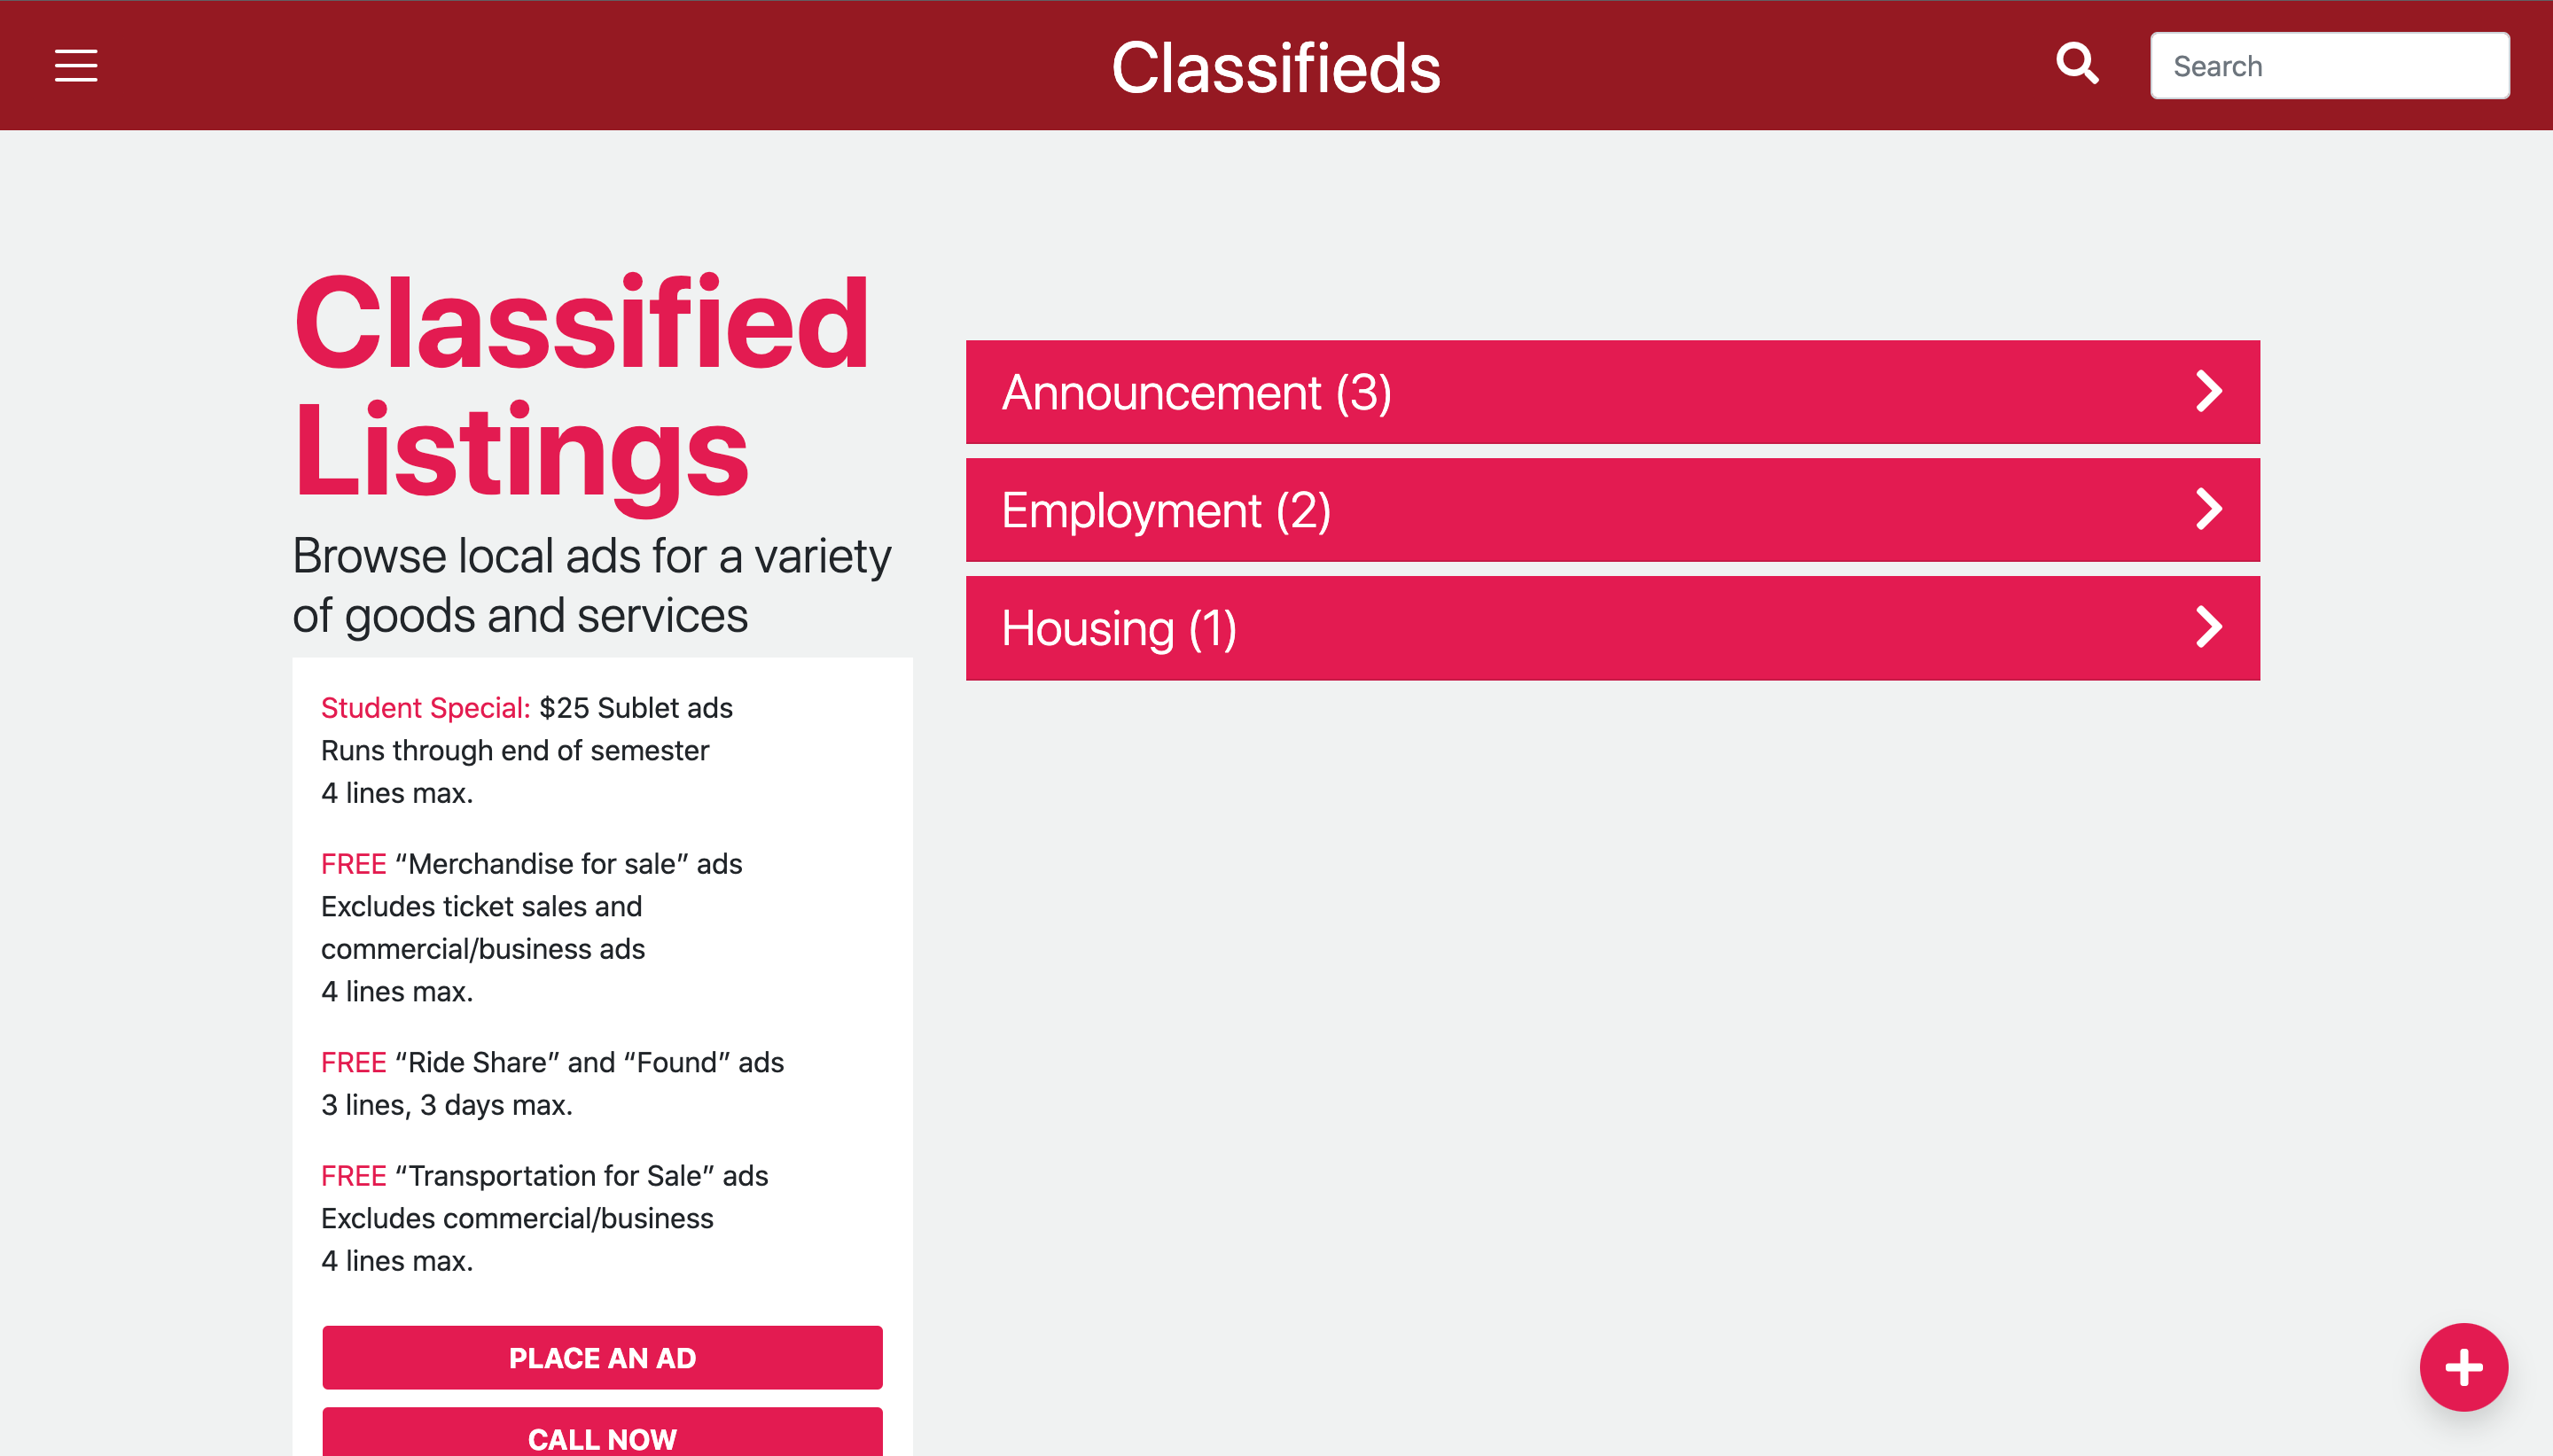 Classifieds
Search
Classified
Listings
Browse local ads for a variety
of goods and services
Student Special: $25 Sublet ads
Runs through end of semester
4 lines max.
FREE “Merchandise for sale” ads
Excludes ticket sales and
commercial/business ads
4 lines max.
FREE “Ride Share” and “Found” ads
3 lines, 3 days max.
FREE “Transportation for Sale” ads
Excludes commercial/business
4 lines max.
PLACE AN AD
CALL NOW
Announcement (3)
Employment (2)
Housing (1)